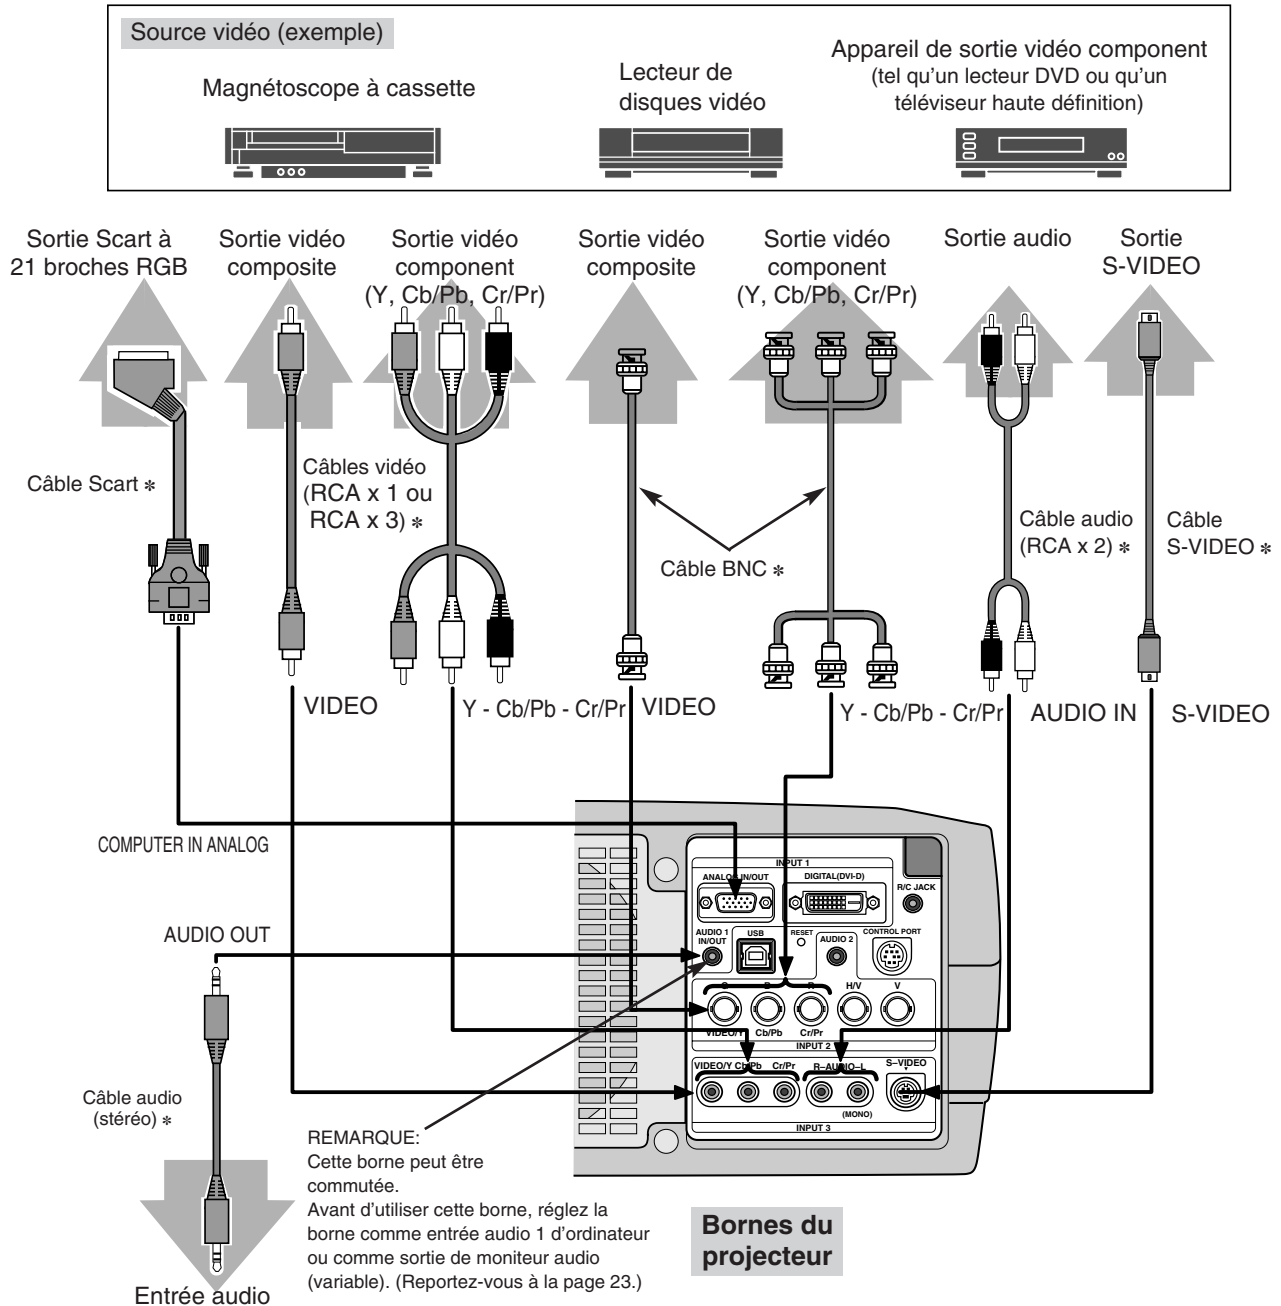 Source vidéo (exemple)
Magnétoscope à cassette
Lecteur de
disques vidéo
Appareil de sortie vidéo component
(tel qu'un lecteur DVD ou qu'un
téléviseur haute définition)
Sortie Scart à
21 broches RGB
Sortie vidéo
composite
Sortie vidéo
component
(Y, Cb/Pb, Cr/Pr)
Sortie vidéo
composite
Sortie vidéo
component
(Y, Cb/Pb, Cr/Pr)
Sortie audio
Sortie
S-VIDEO
Câble Scart *
Câbles vidéo
(RCA x 1 ou
RCA x 3) *
Câble BNC *
Câble audio
(RCA x 2) *
Câble
S-VIDEO *
VIDEO
Y - Cb/Pb - Cr/Pr
VIDEO
Y - Cb/Pb - Cr/Pr
AUDIO IN
S-VIDEO
COMPUTER IN ANALOG
INPUT 1
ANALOG IN/OUT
DIGITAL(DVI-D)
R/C JACK
AUDIO OUT
AUDIO 1
IN/OUT
USB
RESET
AUDIO 2
CONTROL PORT
G
B
R
H/V
V
VIDEO/Y
Cb/Pb
Cr/Pr
INPUT 2
VIDEO/Y
Cb/Pb
Cr/Pr
R–AUDIO–L
S–VIDEO
(MONO)
INPUT 3
Câble audio
(stéréo) *
REMARQUE:
Cette borne peut être
commutée.
Avant d'utiliser cette borne, réglez la
borne comme entrée audio 1 d'ordinateur
ou comme sortie de moniteur audio
(variable). (Reportez-vous à la page 23.)
Bornes du
projecteur
Entrée audio